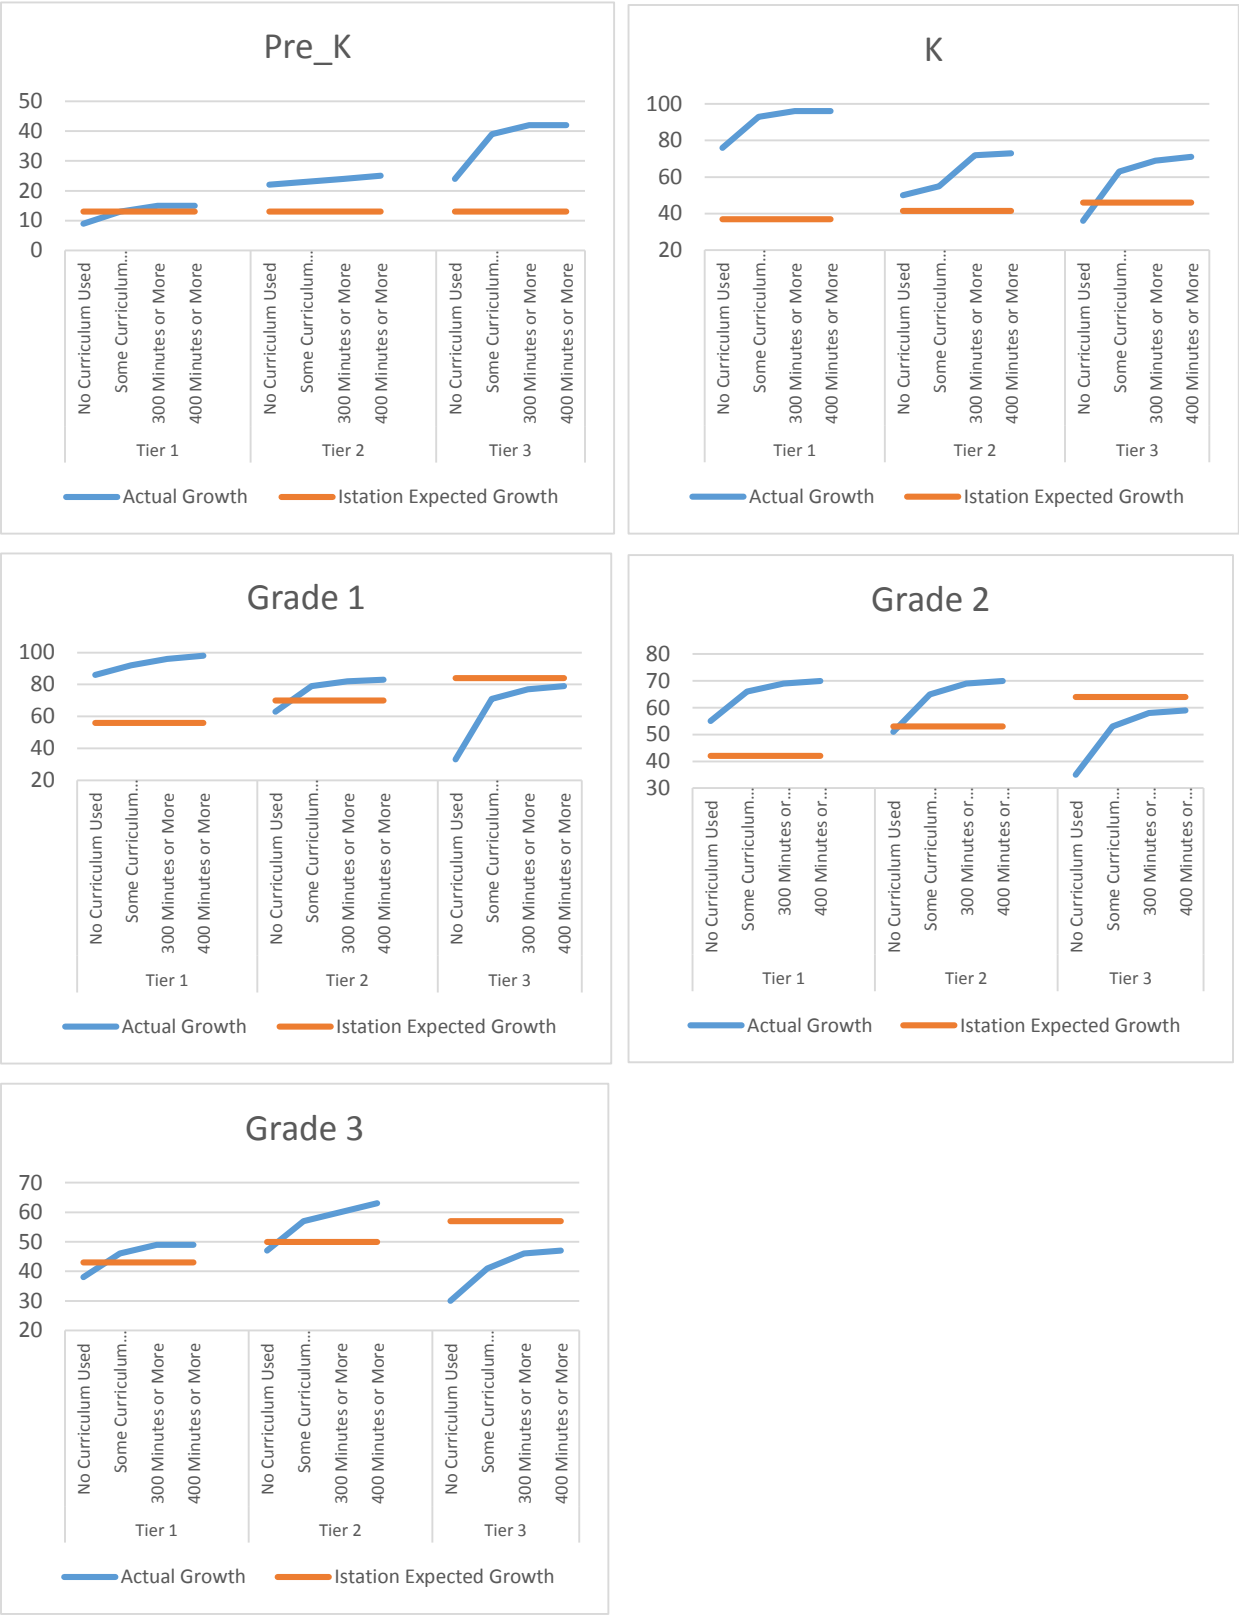 Pre_K
50
40
30
20
10
0
No Curriculum Used
Some Curriculum…
300 Minutes or More
400 Minutes or More
No Curriculum Used
Some Curriculum…
300 Minutes or More
400 Minutes or More
No Curriculum Used
Some Curriculum…
300 Minutes or More
400 Minutes or More
Tier 1 Tier 2 Tier 3
Actual Growth Istation Expected Growth
K
100
80
60
40
20
No Curriculum Used
Some Curriculum…
300 Minutes or More
400 Minutes or More
No Curriculum Used
Some Curriculum…
300 Minutes or More
400 Minutes or More
No Curriculum Used
Some Curriculum…
300 Minutes or More
400 Minutes or More
Tier 1 Tier 2 Tier 3
Actual Growth Istation Expected Growth
Grade 1
100
80
60
40
20
No Curriculum Used
Some Curriculum…
300 Minutes or More
400 Minutes or More
No Curriculum Used
Some Curriculum…
300 Minutes or More
400 Minutes or More
No Curriculum Used
Some Curriculum…
300 Minutes or More
400 Minutes or More
Tier 1 Tier 2 Tier 3
Actual Growth Istation Expected Growth
Grade 2
80
70
60
50
40
30
No Curriculum Used
Some Curriculum…
300 Minutes or…
400 Minutes or…
No Curriculum Used
Some Curriculum…
300 Minutes or…
400 Minutes or…
No Curriculum Used
Some Curriculum…
300 Minutes or…
400 Minutes or…
Tier 1 Tier 2 Tier 3
Actual Growth Istation Expected Growth
Grade 3
70
60
50
40
30
20
No Curriculum Used
Some Curriculum…
300 Minutes or More
400 Minutes or More
No Curriculum Used
Some Curriculum…
300 Minutes or More
400 Minutes or More
No Curriculum Used
Some Curriculum…
300 Minutes or More
400 Minutes or More
Tier 1 Tier 2 Tier 3
Actual Growth Istation Expected Growth